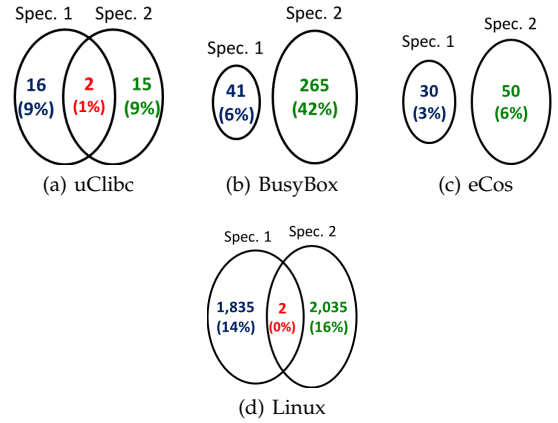 Spec. 1 Spec. 2
16 2 15
(9%) (1%) (9%)
(a) uClibc
Spec. 1 Spec. 2
41 265
(6%) (42%)
(b) BusyBox
Spec. 1 Spec. 2
30 50
(3%) (6%)
(c) eCos
Spec. 1 Spec. 2
1,835 2 2,035
(14%) (0%) (16%)
(d) Linux